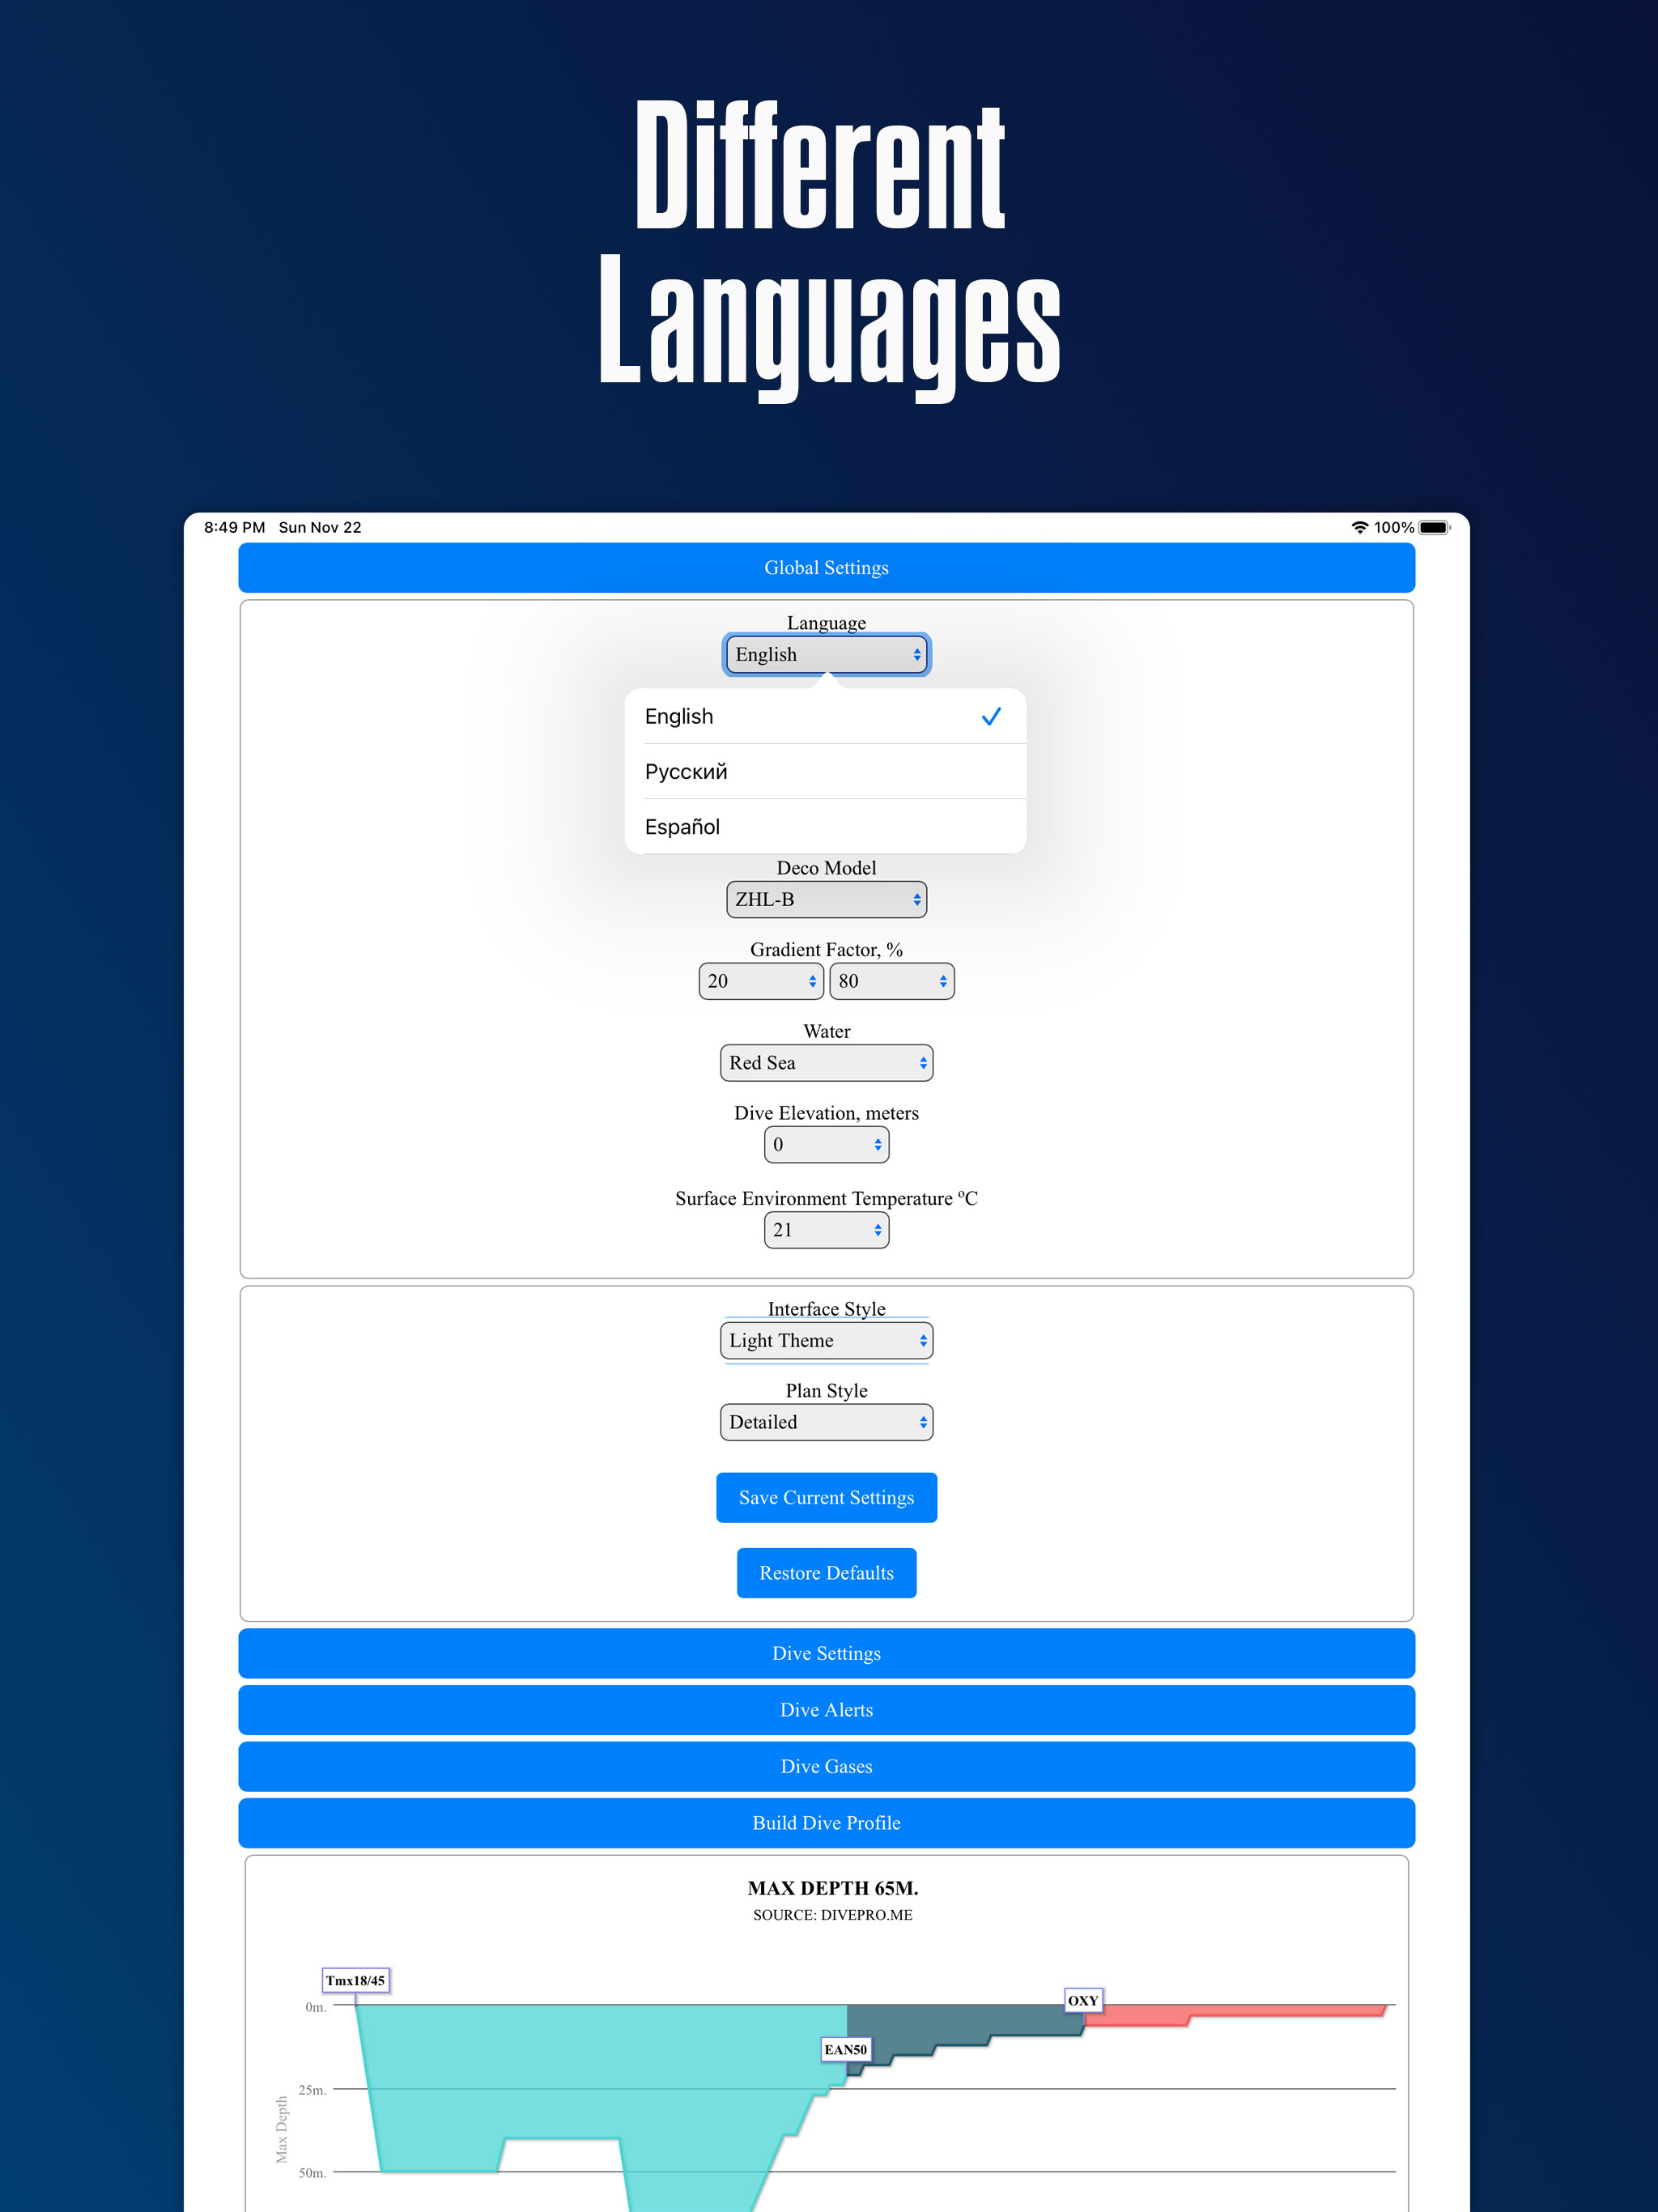 Different
Languages
8:49 PM Sun Nov 22
100%
Global Settings
Language
English
English
Русский
Español
Deco Model
ZHL-B
Gradient Factor, %
20 80
Water
Red Sea
Dive Elevation, meters
0
Surface Environment Temperature ºC
21
Interface Style
Light Theme
Plan Style
Detailed
Save Current Settings
Restore Defaults
Dive Settings
Dive Alerts
Dive Gases
Build Dive Profile
MAX DEPTH 65M.
SOURCE: DIVEPRO.ME
Tmx18/45
OXY
0m.
EAN50
25m.
Max Depth
50m.